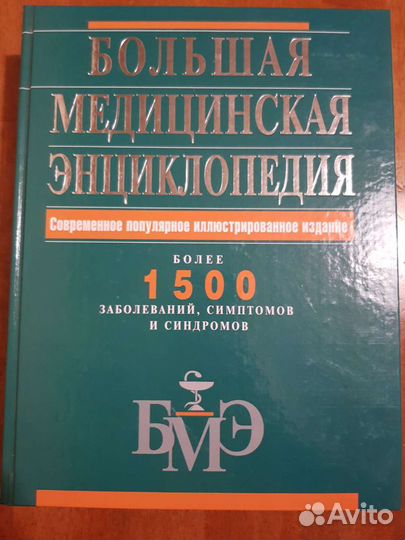 БОЛЬШАЯ
МЕДИЦИНСКАЯ
ЭНЦИКЛОПЕДИЯ
Современное популярное иллюстрированное издание
БОЛЕЕ
1500
ЗАБОЛЕВАНИЙ, СИМПТОМОВ
И СИНДРОМОВ
БМЭ
Avito